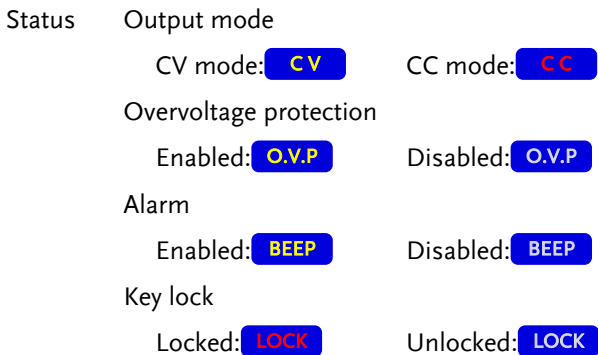 Status Output mode
CV mode: CV CC mode: CC
Overvoltage protection
Enabled: O.V.P Disabled: O.V.P
Alarm
Enabled: BEEP Disabled: BEEP
Key lock
Locked: LOCK Unlocked: LOCK